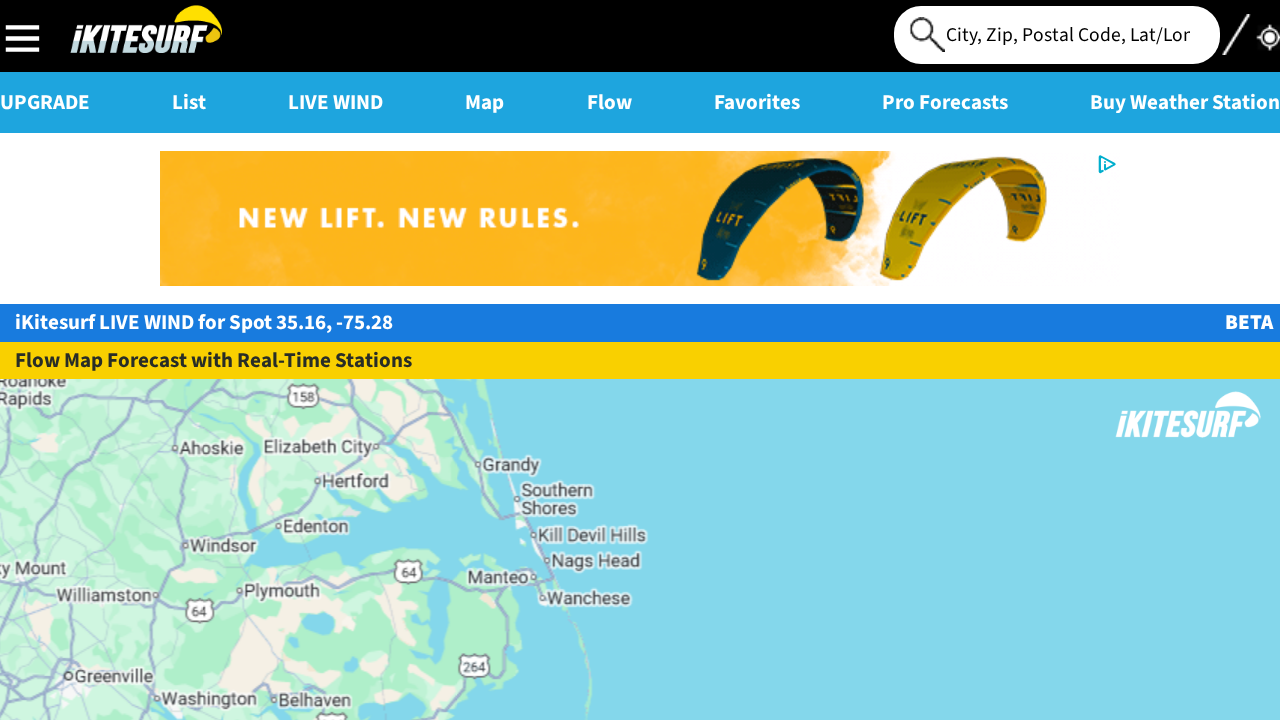 iKITESURF
City, Zip, Postal Code, Lat/Lor
UPGRADE List LIVE WIND Map Flow Favorites Pro Forecasts Buy Weather Station
NEW LIFT. NEW RULES.
LIFT
LIFT
iKitesurf LIVE WIND for Spot 35.16, -75.28
BETA
Flow Map Forecast with Real-Time Stations
iKITESURF
Roanoke
Rapids
158
Ahoskie
Elizabeth City
Grandy
Hertford
Southern
Shores
Edenton
Kill Devil Hills
Windsor
Nags Head
y Mount
64
Manteo
Williamston
Plymouth
Wanchese
64
264
Greenville
Washington
Belhaven